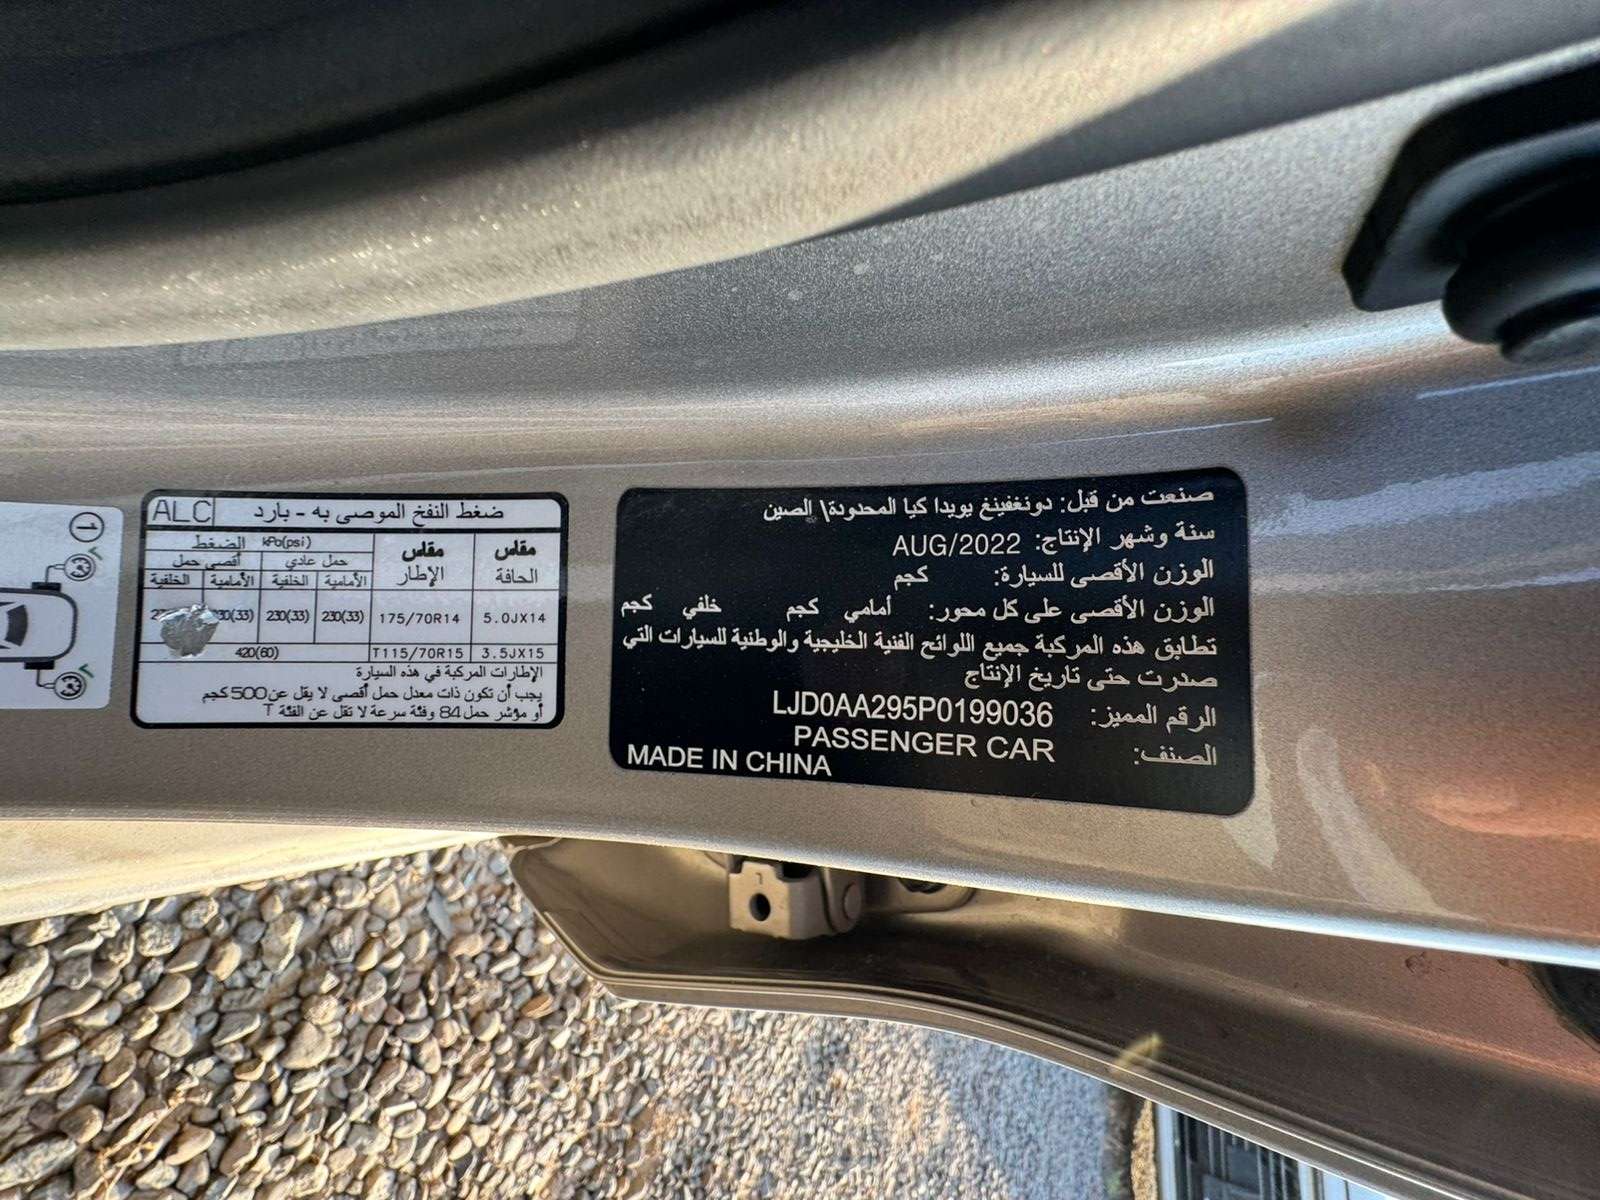 صنعت من قبل: دونغفينغ يويدا كيا المحدودة\ الصين
سنة وشهر الإنتاج: AUG/2022
الوزن الأقصى للسيارة: كجم
الوزن الأقصى على كل محور: أمامي كجم خلفي كجم
تطابق هذه المركبة جميع اللوائح الفنية الخليجية والوطنية للسيارات التي
صدرت حتى تاريخ الإنتاج
الرقم المميز: LJD0AA295P0199036
الصنف: PASSENGER CAR
MADE IN CHINA
ضغط النفخ الموصى به - بارد ALC
مقاس الحافة
مقاس الإطار
الضغط kPa(psi)
حمل عادي أقصى حمل
الأمامية الخلفية الأمامية الخلفية
5.0JX14 175/70R14 230(33) 230(33)
3.5JX15 T115/70R15 420(60)
الإطارات المركبة في هذه السيارة
يجب أن تكون ذات معدل حمل أقصى لا يقل عن 500 كجم
أو مؤشر حمل 84 وفئة سرعة لا تقل عن الفئة T
1